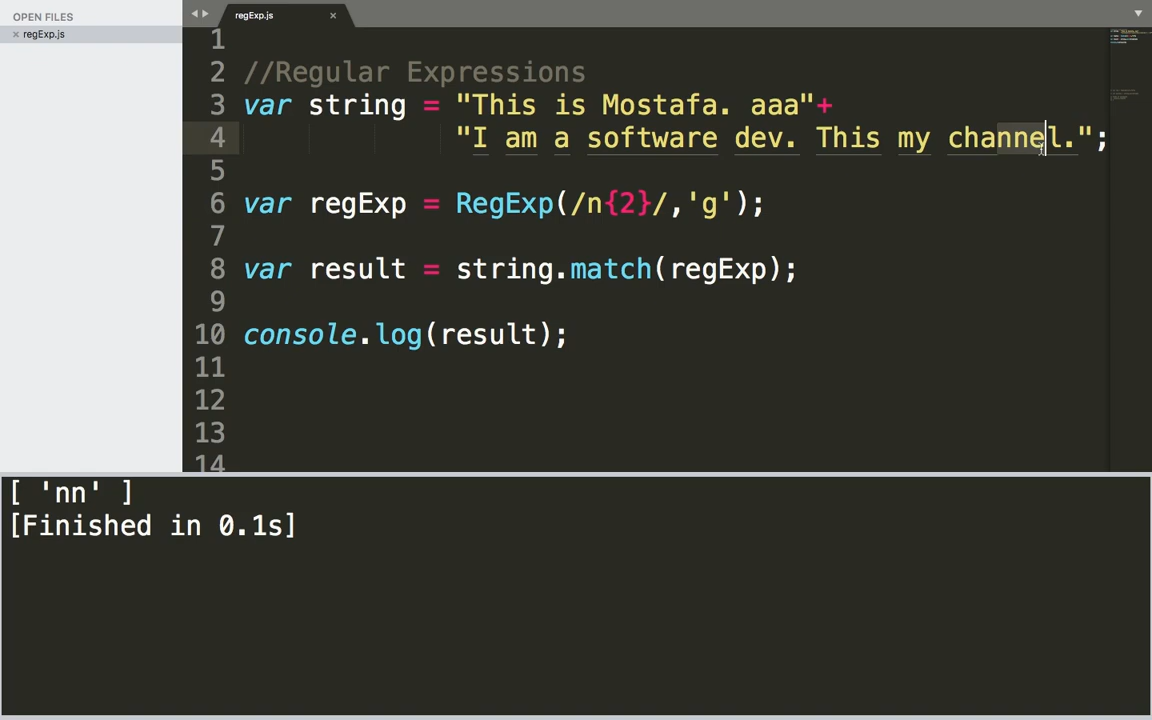 OPEN FILES
× regExp.js
regExp.js ×
1
2 //Regular Expressions
3 var string = "This is Mostafa. aaa"+
4 "I am a software dev. This my channel.";
5
6 var regExp = RegExp(/n{2}/,'g');
7
8 var result = string.match(regExp);
9
10 console.log(result);
11
12
13
14
[ 'nn' ]
[Finished in 0.1s]